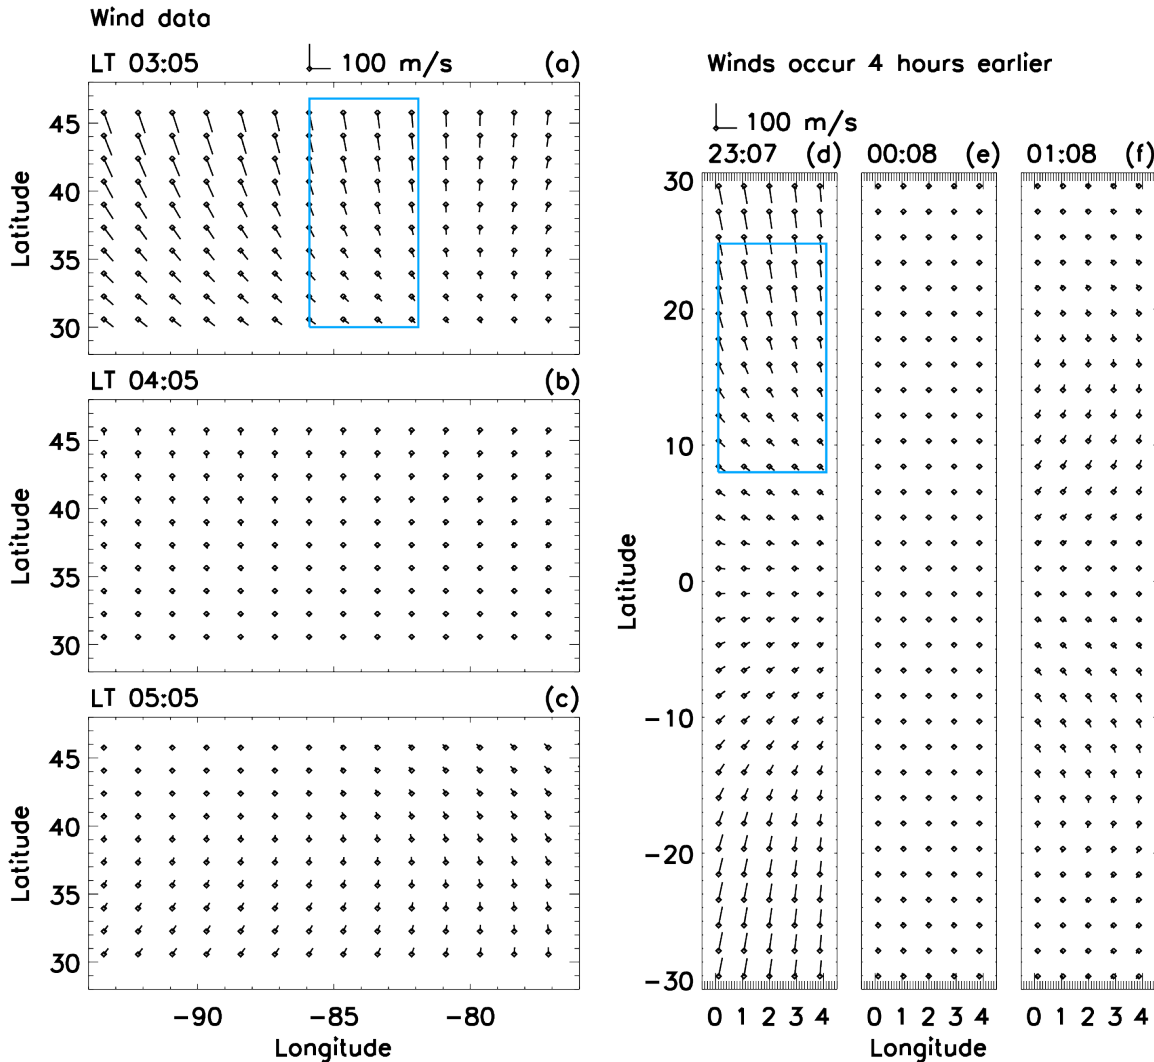 Wind data
LT 03:05
100 m/s
(a)
45
40
35
30
Latitude
LT 04:05
(b)
45
40
35
30
Latitude
LT 05:05
(c)
45
40
35
30
Latitude
-90
-85
-80
Longitude
Winds occur 4 hours earlier
100 m/s
23:07 (d)
00:08 (e)
01:08 (f)
30
20
10
0
-10
-20
-30
Latitude
0 1 2 3 4
0 1 2 3 4
0 1 2 3 4
Longitude
Longitude